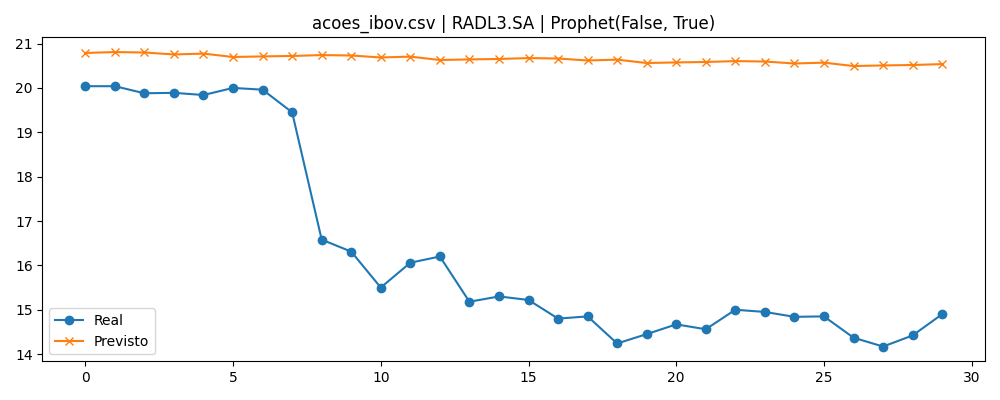 acoes_ibov.csv | RADL3.SA | Prophet(False, True)
21
20
19
18
17
16
15
14
Real
Previsto
0 5 10 15 20 25 30